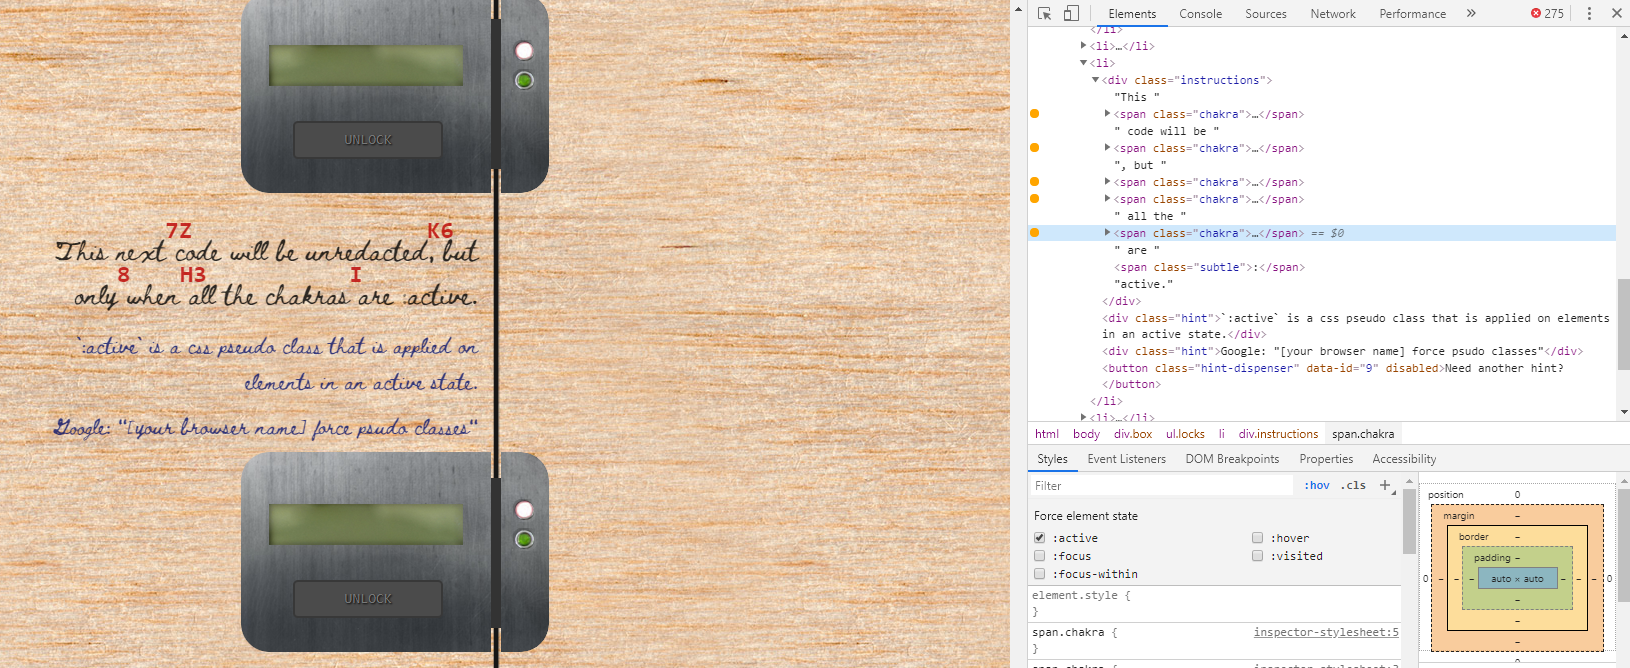 UNLOCK
7Z K6
This next code will be unredacted, but
8 H3 I
only when all the chakras are :active.
`:active` is a css pseudo class that is applied on
elements in an active state.
Google: "[your browser name] force psudo classes"
UNLOCK
Elements Console Sources Network Performance » 275
</li>
<li>…</li>
<li>
<div class="instructions">
"This "
<span class="chakra">…</span>
" code will be "
<span class="chakra">…</span>
", but "
<span class="chakra">…</span>
<span class="chakra">…</span>
" all the "
<span class="chakra">…</span> == $0
" are "
<span class="subtle">:</span>
"active."
</div>
<div class="hint">`:active` is a css pseudo class that is applied on elements
in an active state.</div>
<div class="hint">Google: "[your browser name] force psudo classes"</div>
<button class="hint-dispenser" data-id="9" disabled>Need another hint?
</button>
</li>
<li>…</li>
html body div.box ul.locks li div.instructions span.chakra
Styles Event Listeners DOM Breakpoints Properties Accessibility
Filter :hov .cls +
Force element state
:active :hover
:focus :visited
:focus-within
element.style {
}
span.chakra { inspector-stylesheet:5
}
position 0
margin –
border –
padding –
0 – – – auto × auto – – – 0
–
–
–